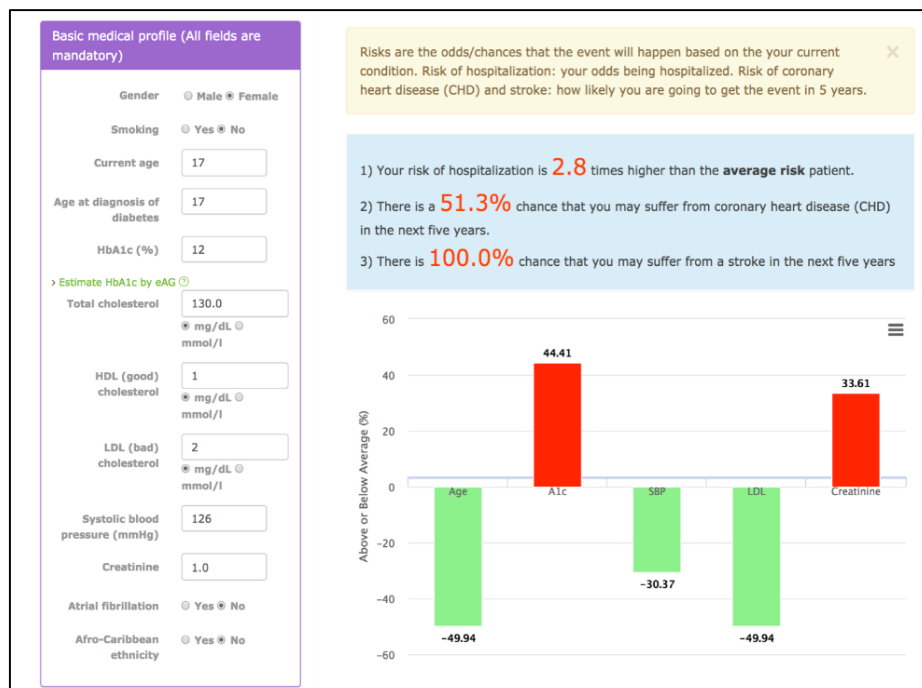 Basic medical profile (All fields are
mandatory)
Gender Male Female
Smoking Yes No
Current age 17
Age at diagnosis of
diabetes 17
HbA1c (%) 12
› Estimate HbA1c by eAG ?
Total cholesterol 130.0
mg/dL
mmol/l
HDL (good)
cholesterol 1
mg/dL
mmol/l
LDL (bad)
cholesterol 2
mg/dL
mmol/l
Systolic blood
pressure (mmHg) 126
Creatinine 1.0
Atrial fibrillation Yes No
Afro-Caribbean
ethnicity Yes No
Risks are the odds/chances that the event will happen based on the your current
condition. Risk of hospitalization: your odds being hospitalized. Risk of coronary
heart disease (CHD) and stroke: how likely you are going to get the event in 5 years.
×
1) Your risk of hospitalization is 2.8 times higher than the average risk patient.
2) There is a 51.3% chance that you may suffer from coronary heart disease (CHD)
in the next five years.
3) There is 100.0% chance that you may suffer from a stroke in the next five years
Above or Below Average (%)
60
40
20
0
-20
-40
-60
44.41
33.61
Age A1c SBP LDL Creatinine
-30.37
-49.94
-49.94